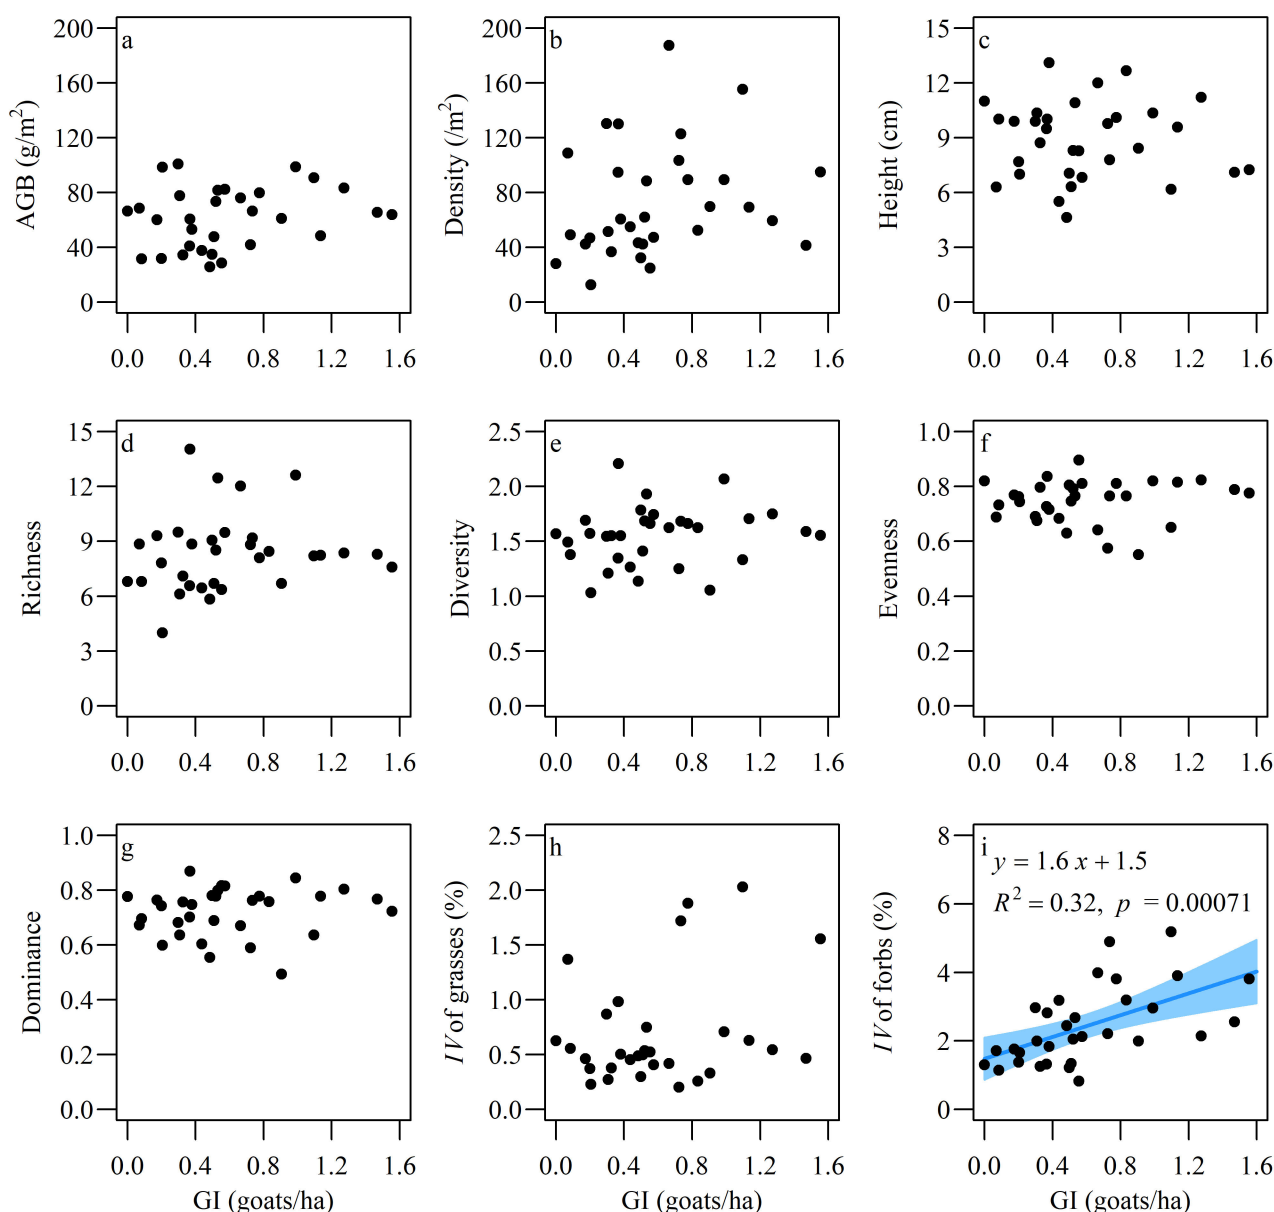 a
200
160
120
80
40
0
AGB (g/m²)
0.0 0.4 0.8 1.2 1.6
b
200
160
120
80
40
0
Density (/m²)
0.0 0.4 0.8 1.2 1.6
c
15
12
9
6
3
0
Height (cm)
0.0 0.4 0.8 1.2 1.6
d
15
12
9
6
3
0
Richness
0.0 0.4 0.8 1.2 1.6
e
2.5
2.0
1.5
1.0
0.5
0.0
Diversity
0.0 0.4 0.8 1.2 1.6
f
1.0
0.8
0.6
0.4
0.2
0.0
Evenness
0.0 0.4 0.8 1.2 1.6
g
1.0
0.8
0.6
0.4
0.2
0.0
Dominance
0.0 0.4 0.8 1.2 1.6
GI (goats/ha)
h
2.5
2.0
1.5
1.0
0.5
0.0
IV of grasses (%)
0.0 0.4 0.8 1.2 1.6
GI (goats/ha)
i
y = 1.6 x + 1.5
R² = 0.32, p = 0.00071
8
6
4
2
0
IV of forbs (%)
0.0 0.4 0.8 1.2 1.6
GI (goats/ha)